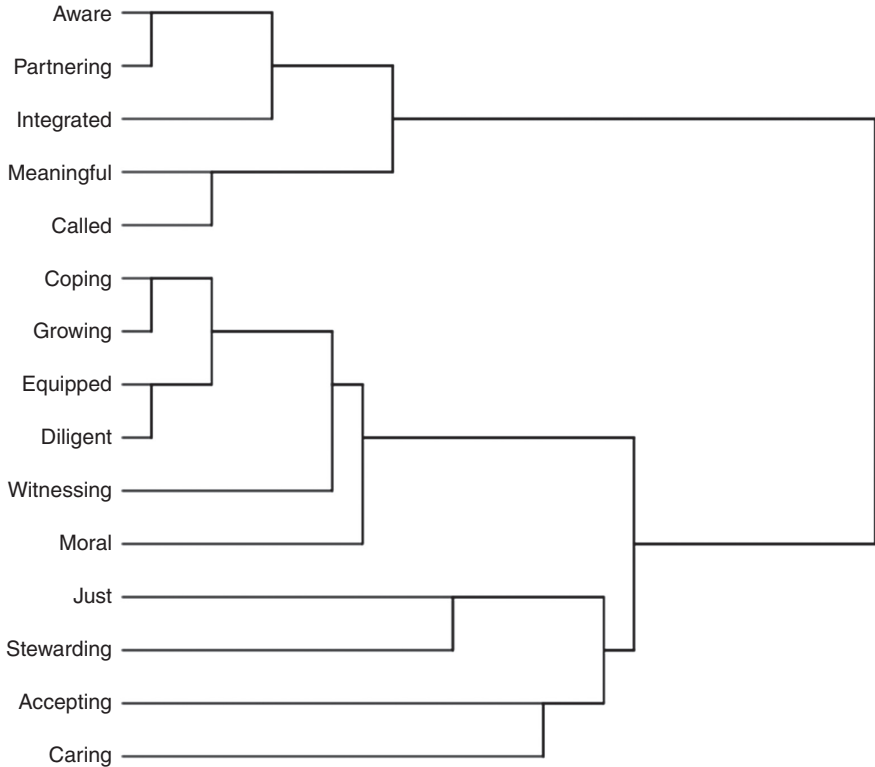 Aware
Partnering
Integrated
Meaningful
Called
Coping
Growing
Equipped
Diligent
Witnessing
Moral
Just
Stewarding
Accepting
Caring